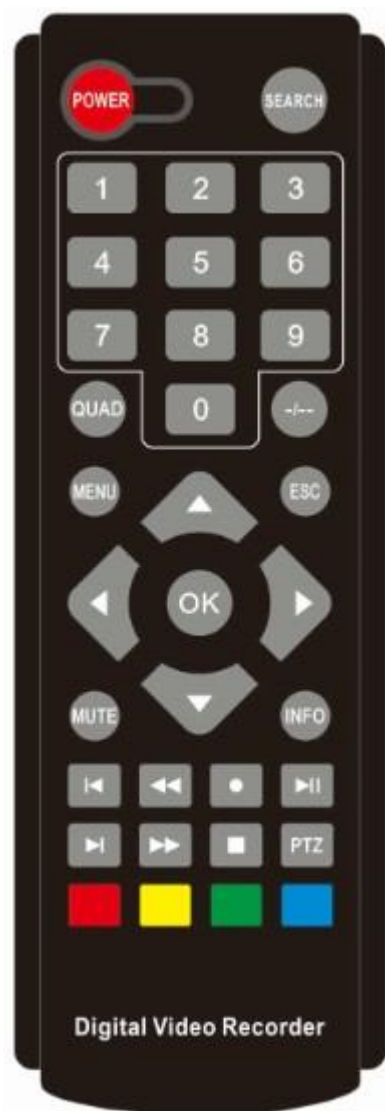 POWER SEARCH
1 2 3
4 5 6
7 8 9
QUAD 0 -/--
MENU ESC
OK
MUTE INFO
PTZ
Digital Video Recorder